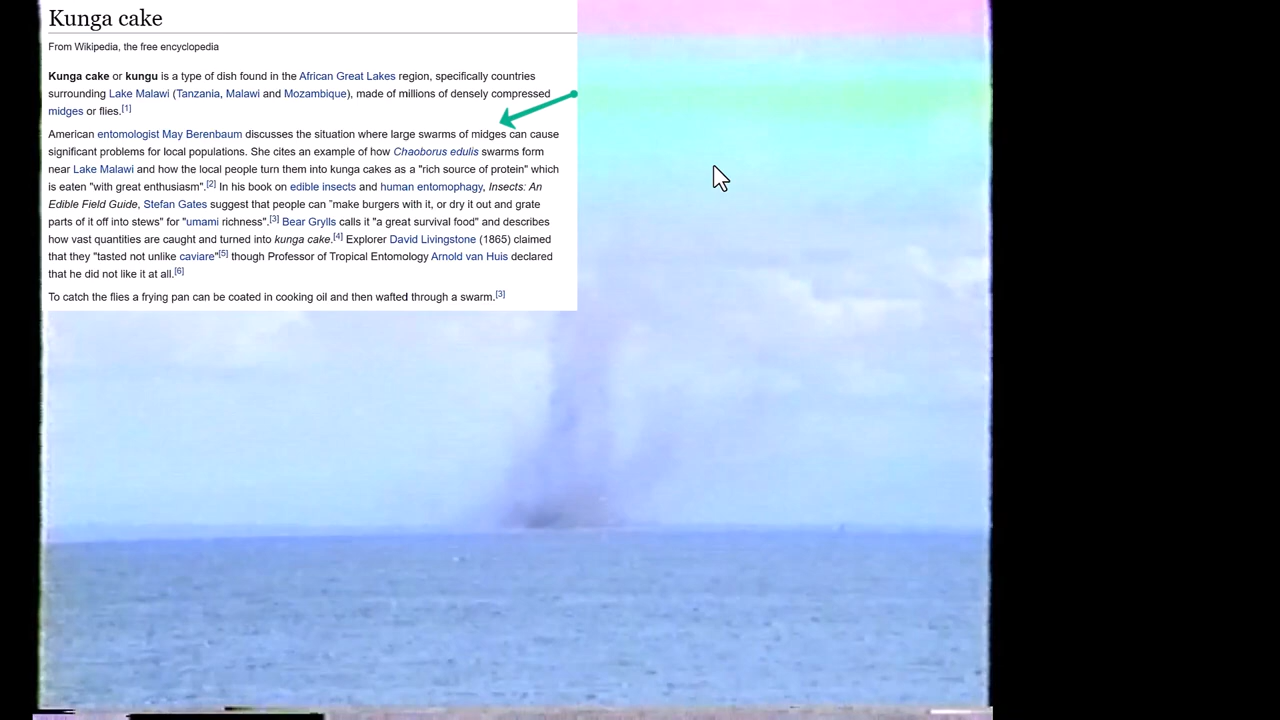 Kunga cake
From Wikipedia, the free encyclopedia
Kunga cake or kungu is a type of dish found in the African Great Lakes region, specifically countries
surrounding Lake Malawi (Tanzania, Malawi and Mozambique), made of millions of densely compressed
midges or flies.[1]
American entomologist May Berenbaum discusses the situation where large swarms of midges can cause
significant problems for local populations. She cites an example of how Chaoborus edulis swarms form
near Lake Malawi and how the local people turn them into kunga cakes as a "rich source of protein" which
is eaten "with great enthusiasm".[2] In his book on edible insects and human entomophagy, Insects: An
Edible Field Guide, Stefan Gates suggest that people can "make burgers with it, or dry it out and grate
parts of it off into stews" for "umami richness".[3] Bear Grylls calls it "a great survival food" and describes
how vast quantities are caught and turned into kunga cake.[4] Explorer David Livingstone (1865) claimed
that they "tasted not unlike caviare"[5] though Professor of Tropical Entomology Arnold van Huis declared
that he did not like it at all.[6]
To catch the flies a frying pan can be coated in cooking oil and then wafted through a swarm.[3]